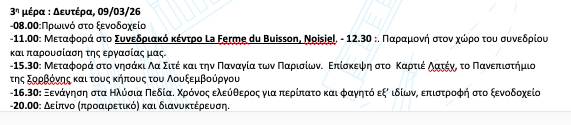 3η μέρα : Δευτέρα, 09/03/26
-08.00:Πρωινό στο ξενοδοχείο
-11.00: Μεταφορά στο Συνεδριακό κέντρο La Ferme du Buisson, Noisiel. - 12.30 :. Παραμονή στον χώρο του συνεδρίου
και παρουσίαση της εργασίας μας.
-15.30: Μεταφορά στο νησάκι Λα Σιτέ και την Παναγία των Παρισίων. Επίσκεψη στο Καρτιέ Λατέν, το Πανεπιστήμιο
της Σορβόνης και τους κήπους του Λουξεμβούργου
-16.30: Ξενάγηση στα Ηλύσια Πεδία. Χρόνος ελεύθερος για περίπατο και φαγητό εξ’ ιδίων, επιστροφή στο ξενοδοχείο
-20.00: Δείπνο (προαιρετικό) και διανυκτέρευση.